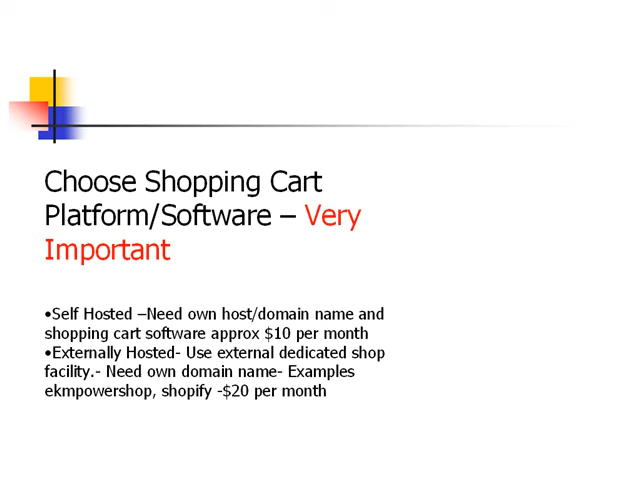 Choose Shopping Cart
Platform/Software – Very
Important
•Self Hosted –Need own host/domain name and
shopping cart software approx $10 per month
•Externally Hosted- Use external dedicated shop
facility.- Need own domain name- Examples
ekmpowershop, shopify -$20 per month